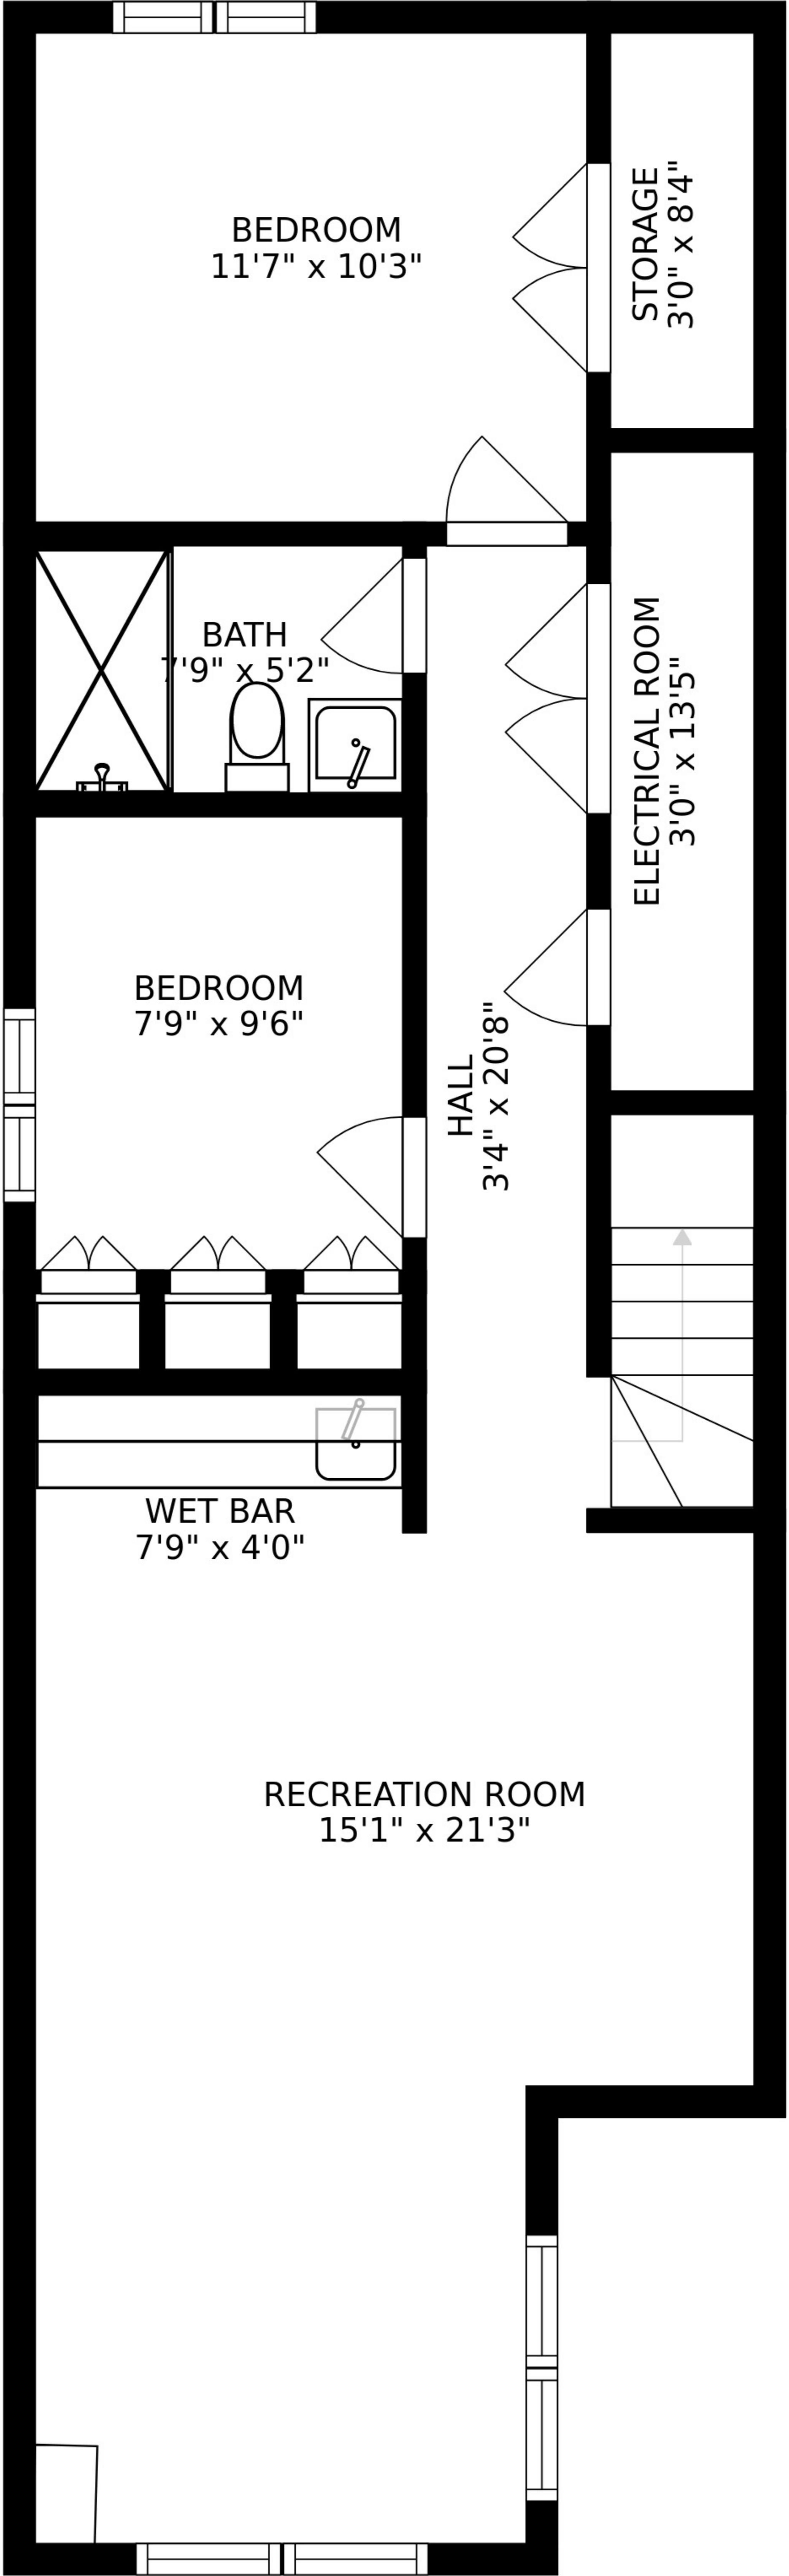 BEDROOM
11'7" x 10'3"
STORAGE
3'0" x 8'4"
BATH
7'9" x 5'2"
ELECTRICAL ROOM
3'0" x 13'5"
BEDROOM
7'9" x 9'6"
HALL
3'4" x 20'8"
WET BAR
7'9" x 4'0"
RECREATION ROOM
15'1" x 21'3"